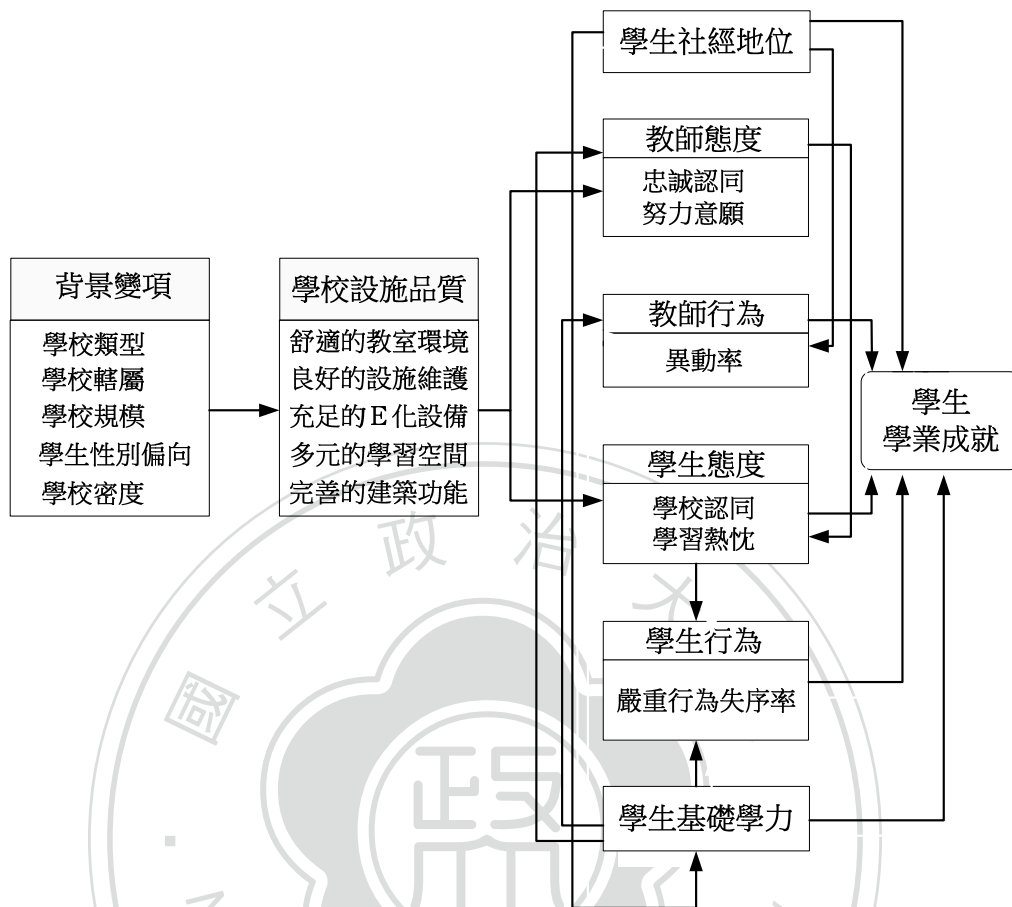 學生社經地位
教師態度
忠誠認同
努力意願
背景變項
學校類型
學校轄屬
學校規模
學生性別偏向
學校密度
學校設施品質
舒適的教室環境
良好的設施維護
充足的E化設備
多元的學習空間
完善的建築功能
教師行為
異動率
學生
學業成就
學生態度
學校認同
學習熱忱
學生行為
嚴重行為失序率
學生基礎學力
國立政治大
政